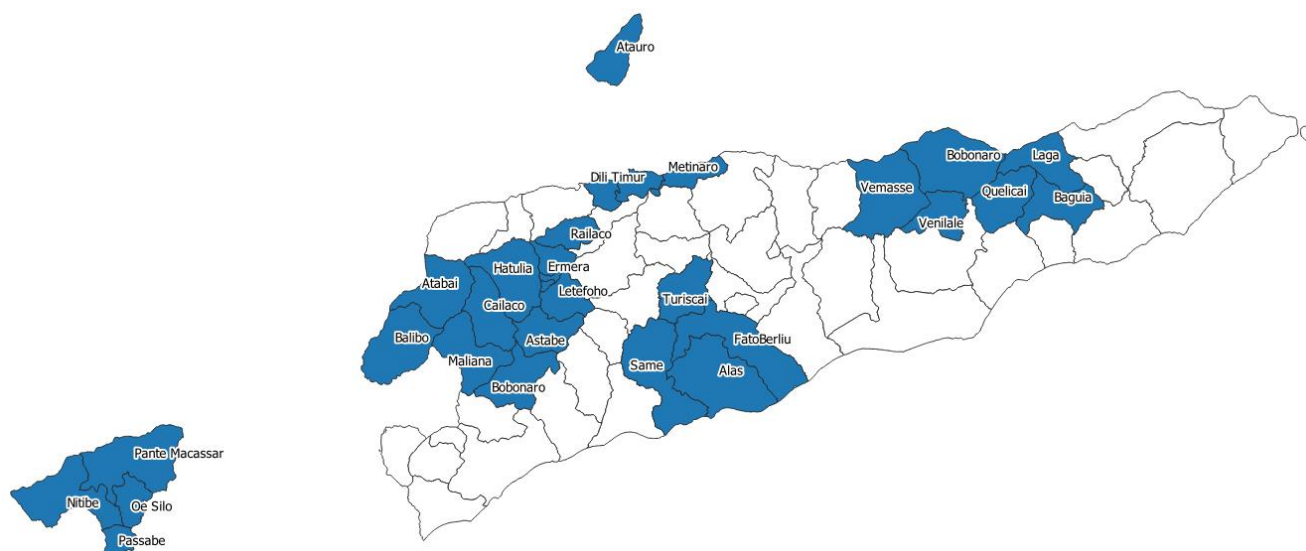 Atauro
Metinaro
Dili Timur
Bobonaro
Laga
Vemasse
Quelicai
Baguia
Venilale
Railaco
Hatulia
Ermera
Atabai
Letefoho
Turiscai
Cailaco
Balibo
Astabe
FatoBerliu
Maliana
Same
Alas
Bobonaro
Pante Macassar
Nitibe
Oe Silo
Passabe